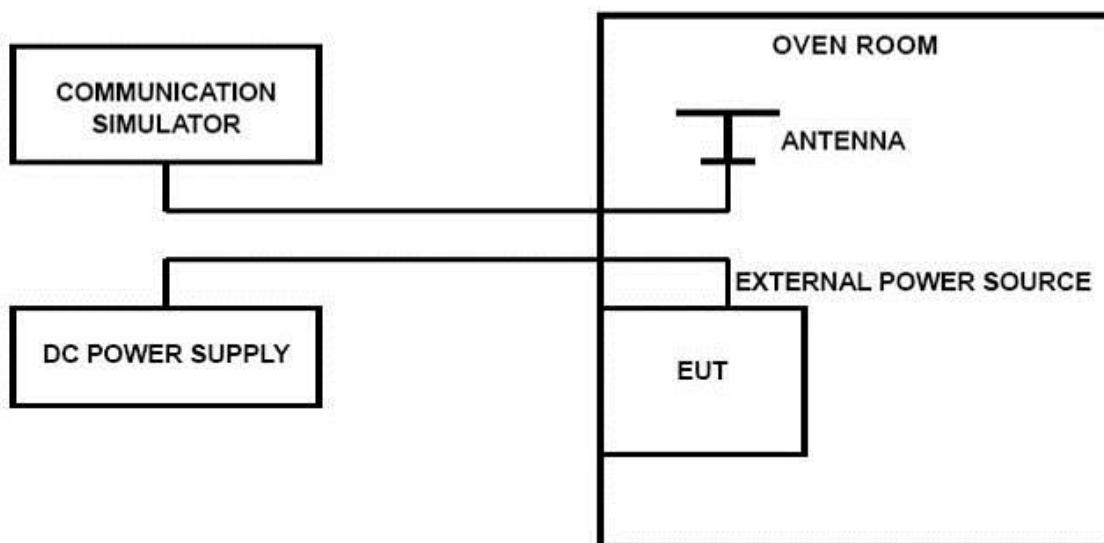 OVEN ROOM
COMMUNICATION
SIMULATOR
ANTENNA
EXTERNAL POWER SOURCE
DC POWER SUPPLY
EUT